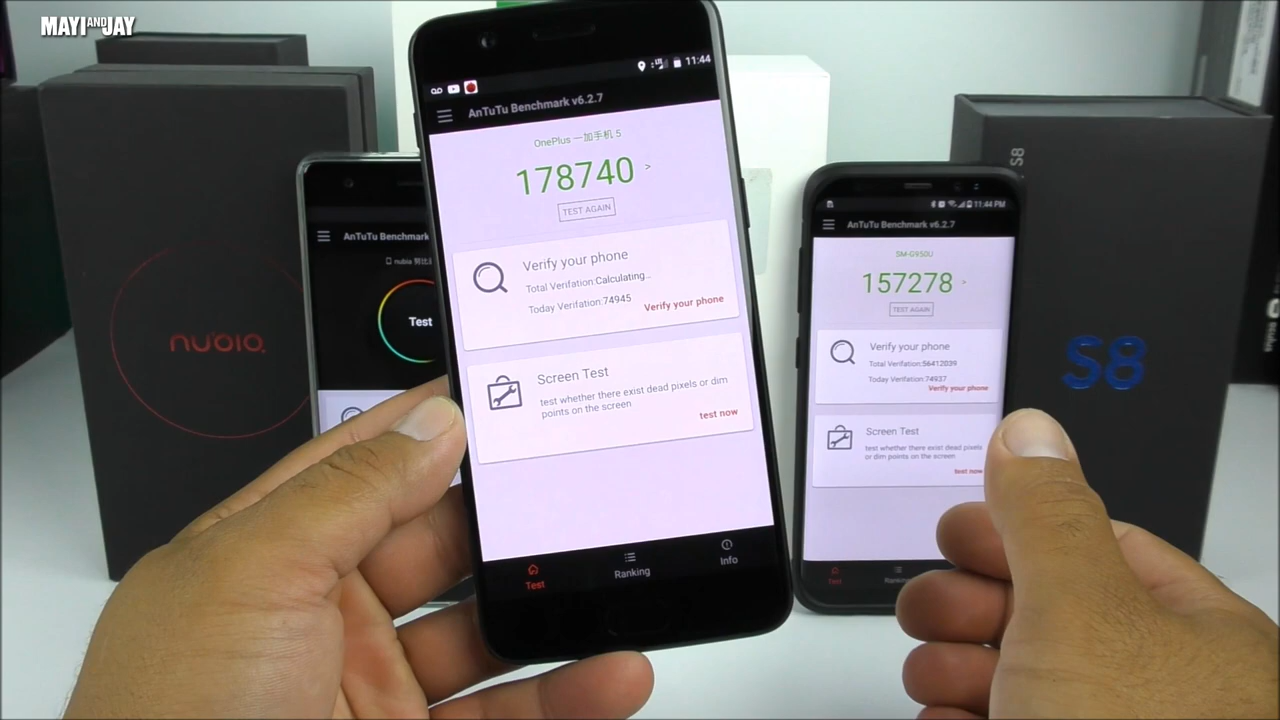 MAYI AND JAY
11:44
AnTuTu Benchmark v6.2.7
OnePlus 一加手机 5
178740 >
TEST AGAIN
Verify your phone
Total Verifation:Calculating...
Today Verifation:74945
Verify your phone
Screen Test
test whether there exist dead pixels or dim
points on the screen
test now
Test
Ranking
Info
nubia
AnTuTu Benchmark
nubia
Test
11:44 PM
AnTuTu Benchmark v6.2.7
SM-G950U
157278 >
TEST AGAIN
Verify your phone
Total Verifation:56412039
Today Verifation:74937
Verify your phone
Screen Test
test whether there exist dead pixels
or dim points on the screen
test now
Test
Ranking
S8
S8